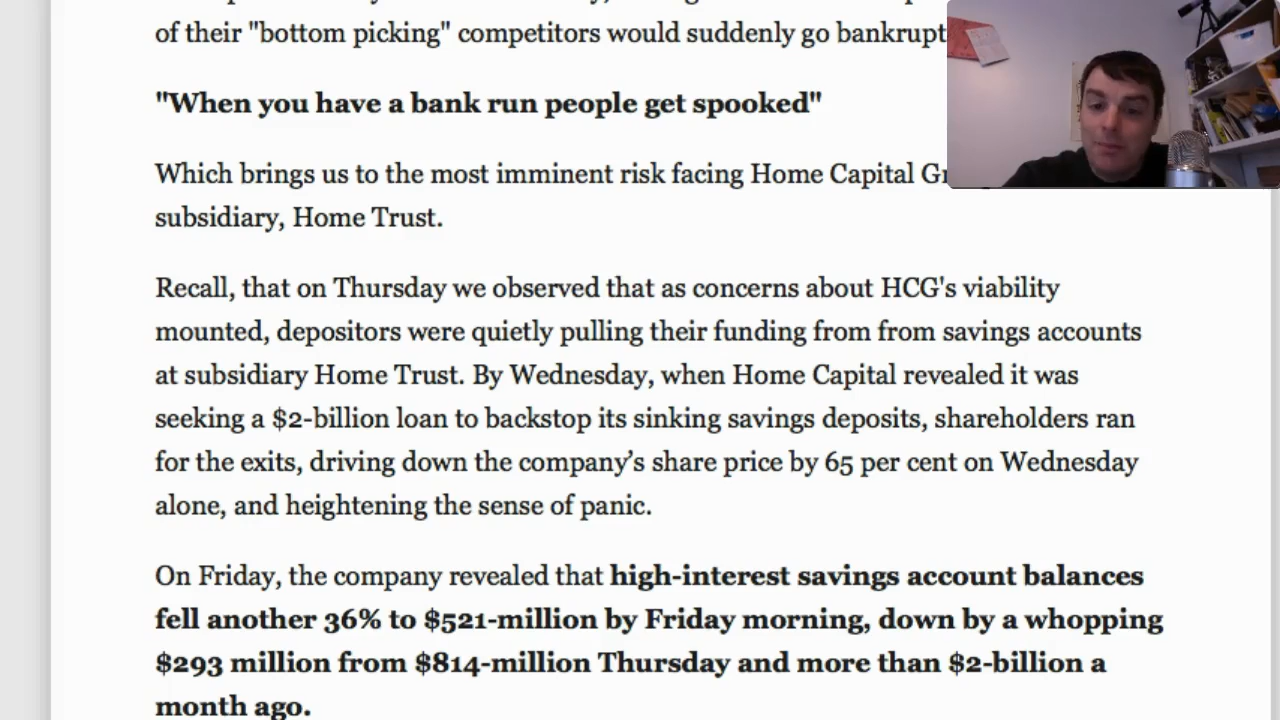 of their "bottom picking" competitors would suddenly go bankrupt
"When you have a bank run people get spooked"
Which brings us to the most imminent risk facing Home Capital
subsidiary, Home Trust.
Recall, that on Thursday we observed that as concerns about HCG's viability
mounted, depositors were quietly pulling their funding from from savings accounts
at subsidiary Home Trust. By Wednesday, when Home Capital revealed it was
seeking a $2-billion loan to backstop its sinking savings deposits, shareholders ran
for the exits, driving down the company’s share price by 65 per cent on Wednesday
alone, and heightening the sense of panic.
On Friday, the company revealed that high-interest savings account balances
fell another 36% to $521-million by Friday morning, down by a whopping
$293 million from $814-million Thursday and more than $2-billion a
month ago.